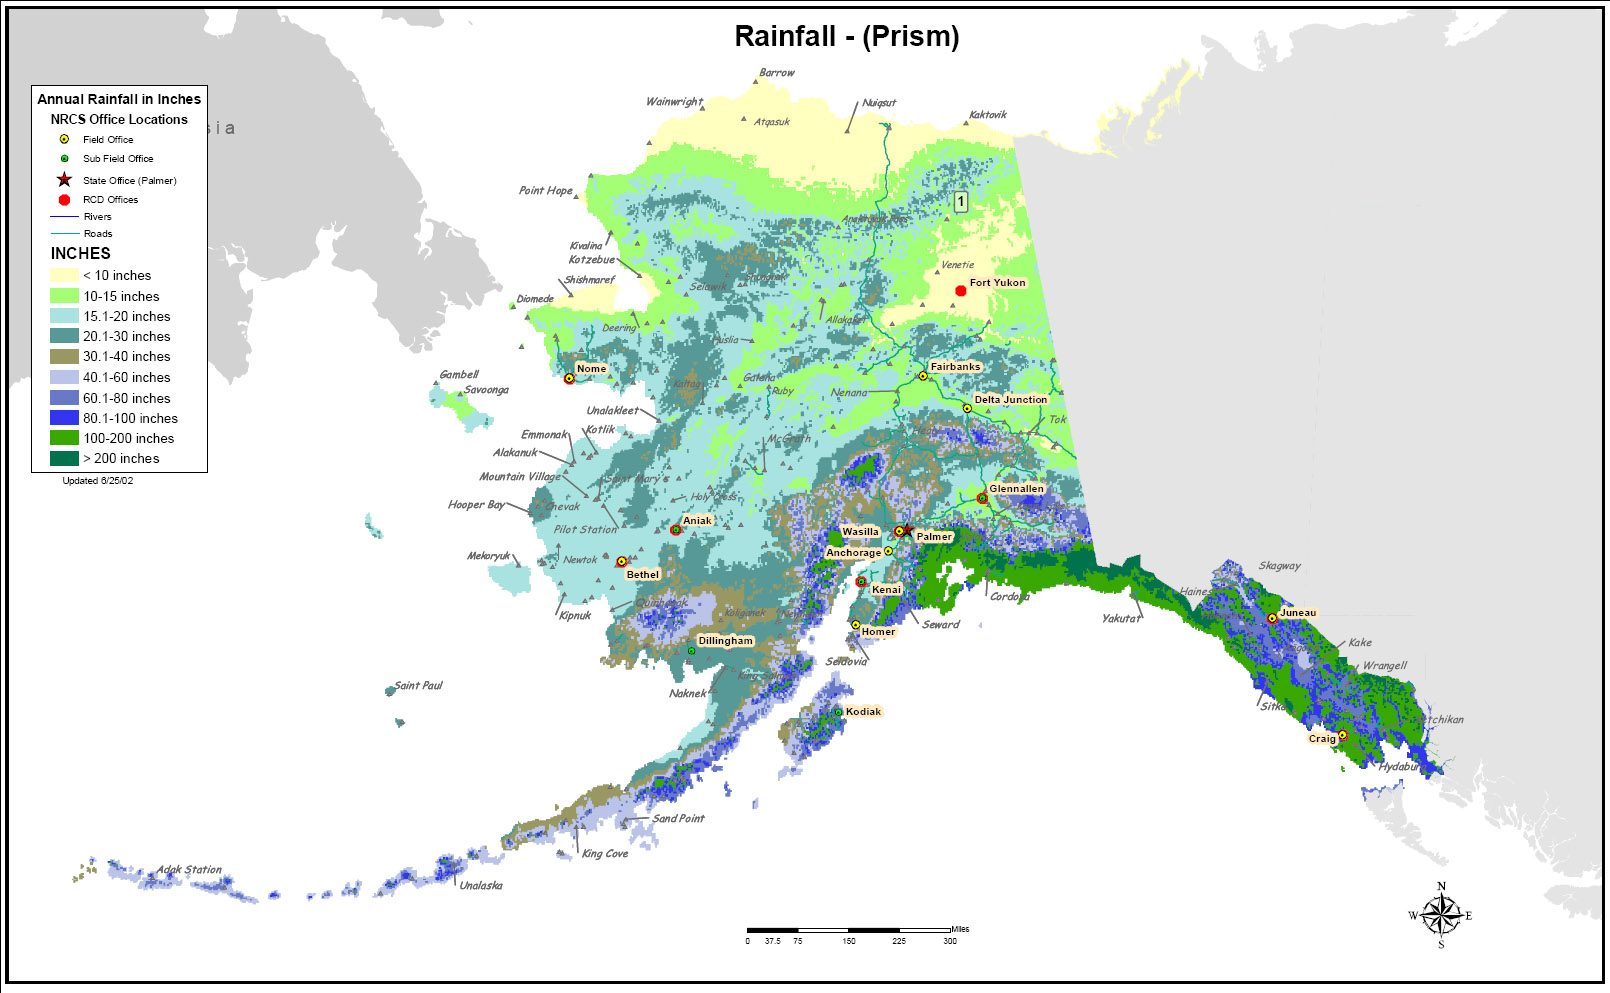 Rainfall - (Prism)
Annual Rainfall in Inches
NRCS Office Locations
Field Office
Sub Field Office
State Office (Palmer)
RCD Offices
Rivers
Roads
INCHES
< 10 inches
10-15 inches
15.1-20 inches
20.1-30 inches
30.1-40 inches
40.1-60 inches
60.1-80 inches
80.1-100 inches
100-200 inches
> 200 inches
Updated 6/25/02
sia
Barrow
Wainwright
Nuiqsut
Atqasuk
Kaktovik
Point Hope
1
Anaktuvuk Pass
Kivalina
Kotzebue
Venetie
Shishmaref
Selawik
Shungnak
Fort Yukon
Diomede
Deering
Allakaket
Huslia
Nome
Fairbanks
Gambell
Savoonga
Kaltag
Galena
Ruby
Nenana
Delta Junction
Unalakleet
Tok
Kotlik
Emmonak
Healy
McGrath
Alakanuk
Mountain Village
Saint Mary's
Glennallen
Hooper Bay
Chevak
Holy Cross
Pilot Station
Aniak
Wasilla
Palmer
Anchorage
Mekoryuk
Newtok
Bethel
Kenai
Cordova
Skagway
Haines
Kipnuk
Quinhagak
Koliganek
Seward
Yakutat
Juneau
Dillingham
Homer
Seldovia
Kake
Wrangell
King Salmon
Naknek
Saint Paul
Kodiak
Sitka
Ketchikan
Craig
Hydaburg
Sand Point
King Cove
Adak Station
Unalaska
N
W E
S
Miles
0 37.5 75 150 225 300